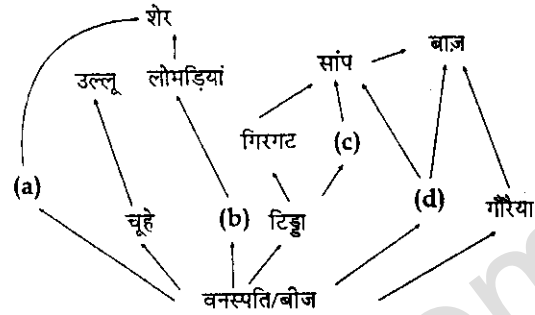 शेर
बाज़
सांप
उल्लू लोमड़ियां
गिरगट (c)
(a)
चूहे (b) टिड्डा (d) गौरैया
वनस्पति/बीज